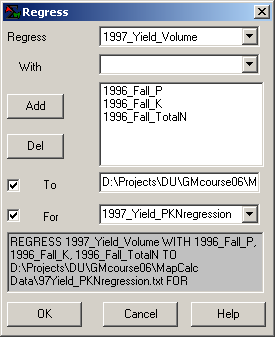 Regress
Regress 1997_Yield_Volume
With
1996_Fall_P
1996_Fall_K
1996_Fall_TotalN
Add
Del
To D:\Projects\DU\GMcourse06\M
For 1997_Yield_PKNregression
REGRESS 1997_Yield_Volume WITH 1996_Fall_P,
1996_Fall_K, 1996_Fall_TotalN TO
D:\Projects\DU\GMcourse06\MapCalc
Data\97Yield_PKNregression.txt FOR
OK Cancel Help